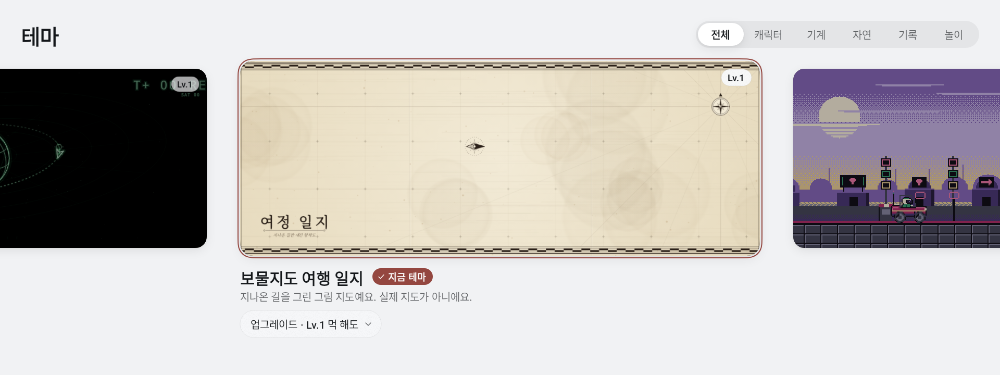 테마
전체
캐릭터
기계
자연
기록
놀이
T+ 0
Lv.1
Lv.1
여정 일지
보물지도 여행 일지
✓ 지금 테마
지나온 길을 그린 그림 지도예요. 실제 지도가 아니에요.
업그레이드 · Lv.1 먹 해도